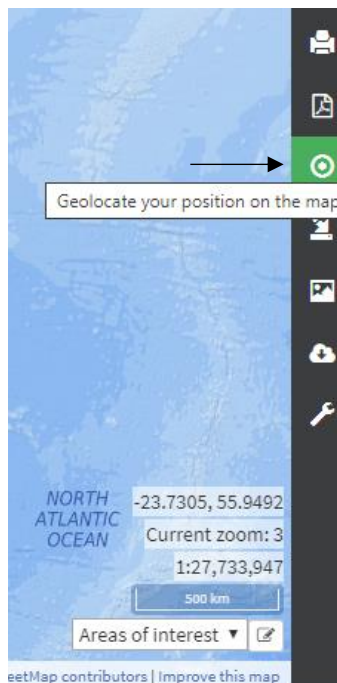 Geolocate your position on the map
NORTH
ATLANTIC
OCEAN
-23.7305, 55.9492
Current zoom: 3
1:27,733,947
500 km
Areas of interest ▼
eetMap contributors | Improve this map